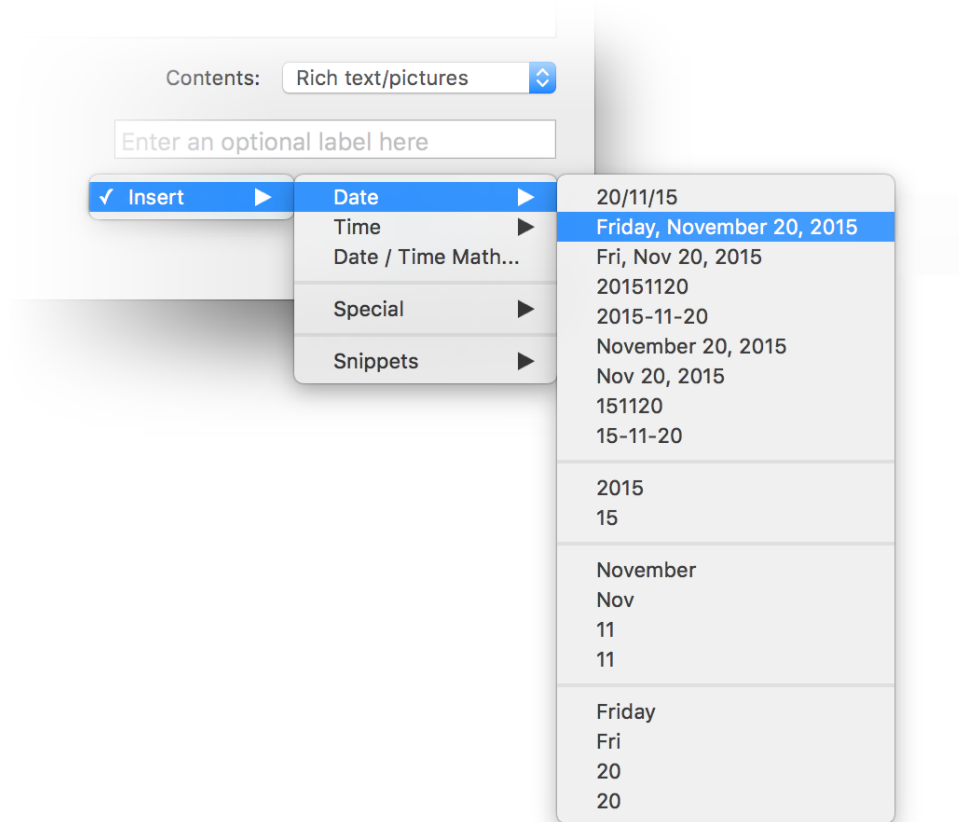 Contents: Rich text/pictures
Enter an optional label here
✓ Insert
Date
Time
Date / Time Math...
Special
Snippets
20/11/15
Friday, November 20, 2015
Fri, Nov 20, 2015
20151120
2015-11-20
November 20, 2015
Nov 20, 2015
151120
15-11-20
2015
15
November
Nov
11
11
Friday
Fri
20
20